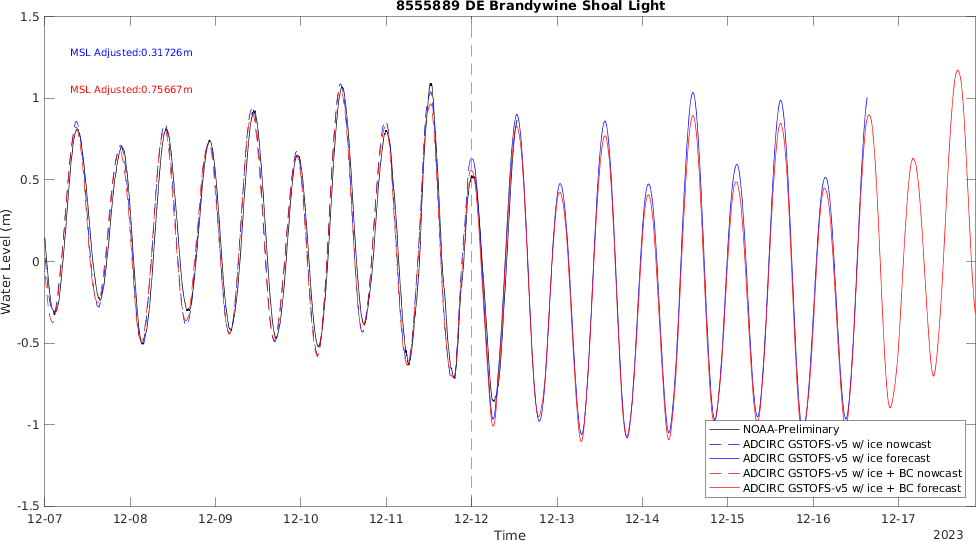 8555889 DE Brandywine Shoal Light
MSL Adjusted:0.31726m
MSL Adjusted:0.75667m
1.5
1
0.5
0
-0.5
-1
-1.5
Water Level (m)
NOAA-Preliminary
ADCIRC GSTOFS-v5 w/ ice nowcast
ADCIRC GSTOFS-v5 w/ ice forecast
ADCIRC GSTOFS-v5 w/ ice + BC nowcast
ADCIRC GSTOFS-v5 w/ ice + BC forecast
12-07 12-08 12-09 12-10 12-11 12-12 12-13 12-14 12-15 12-16 12-17
Time
2023